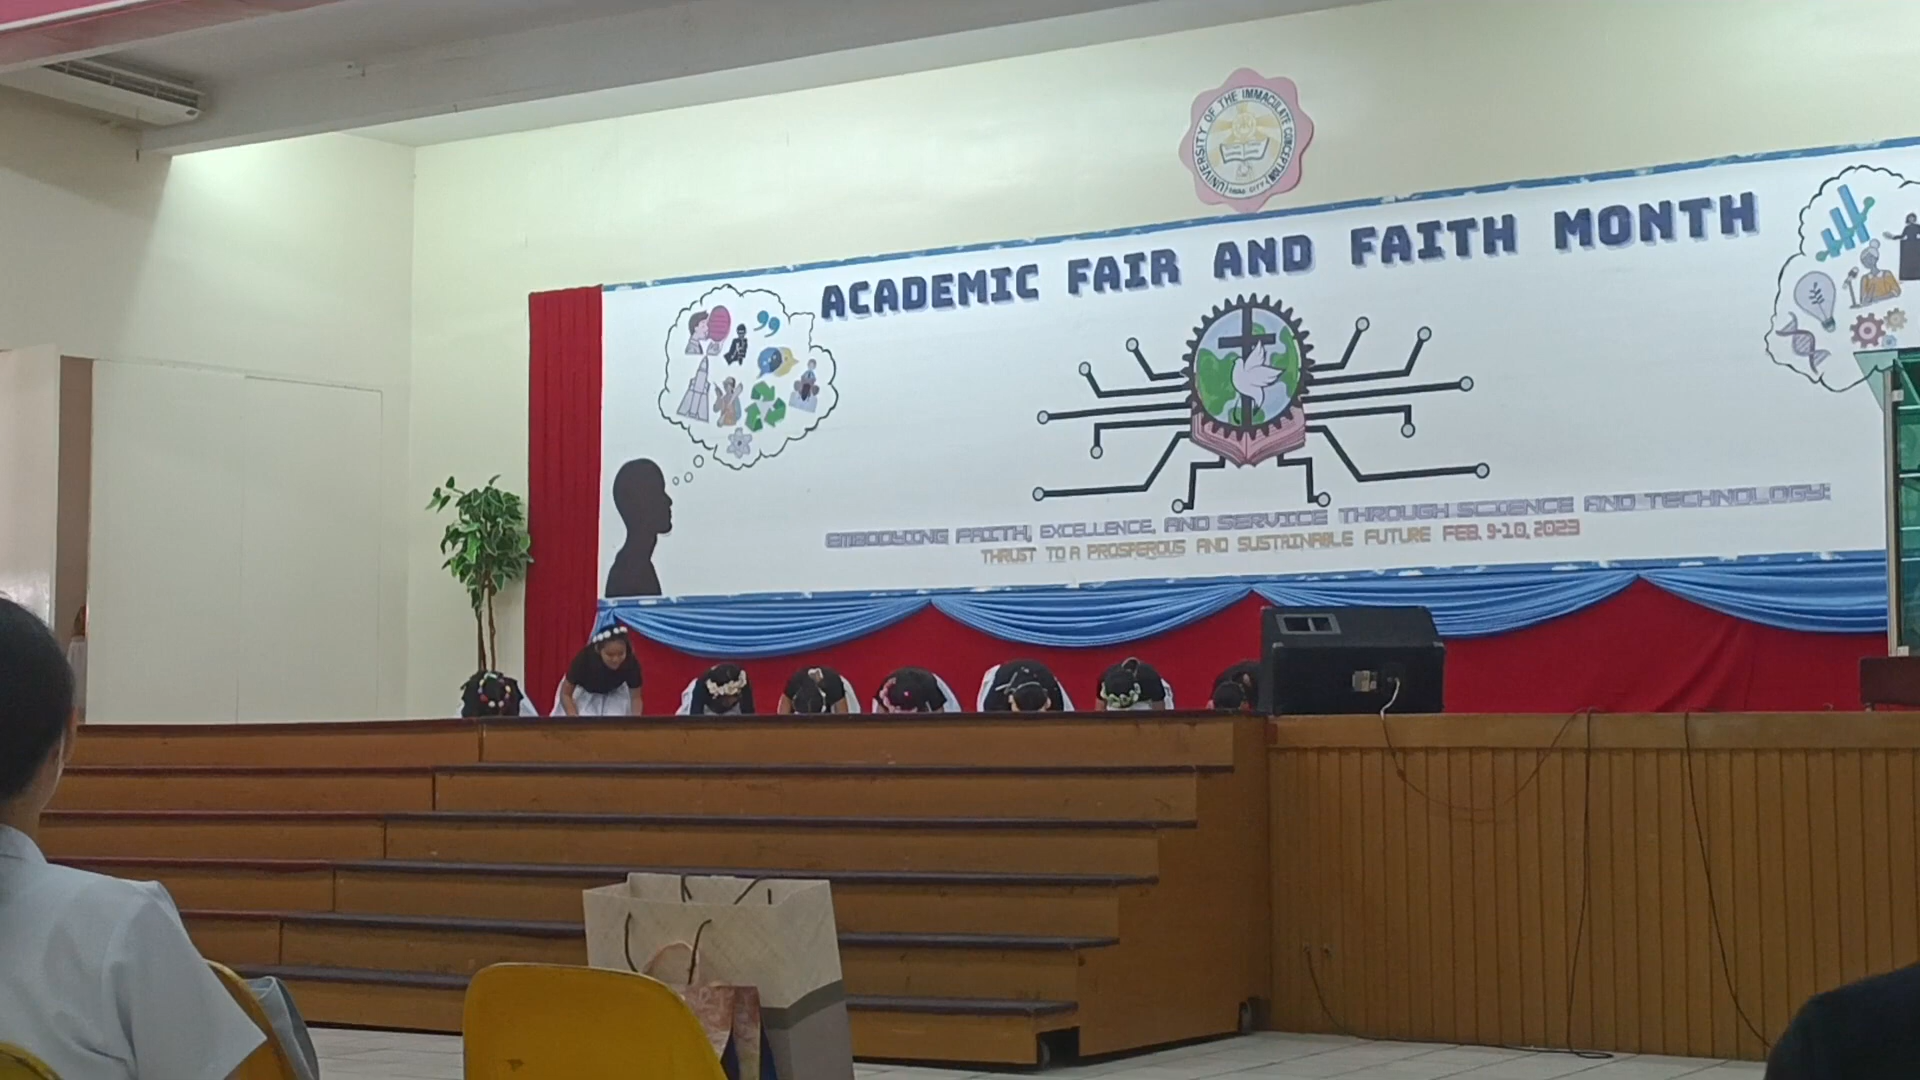 UNIVERSITY OF THE IMMACULATE CONCEPTION
ACADEMIC FAIR AND FAITH MONTH
EMBODYING FAITH, EXCELLENCE, AND SERVICE THROUGH SCIENCE AND TECHNOLOGY:
THRUST TO A PROSPEROUS AND SUSTAINABLE FUTURE FEB. 9-10, 2023